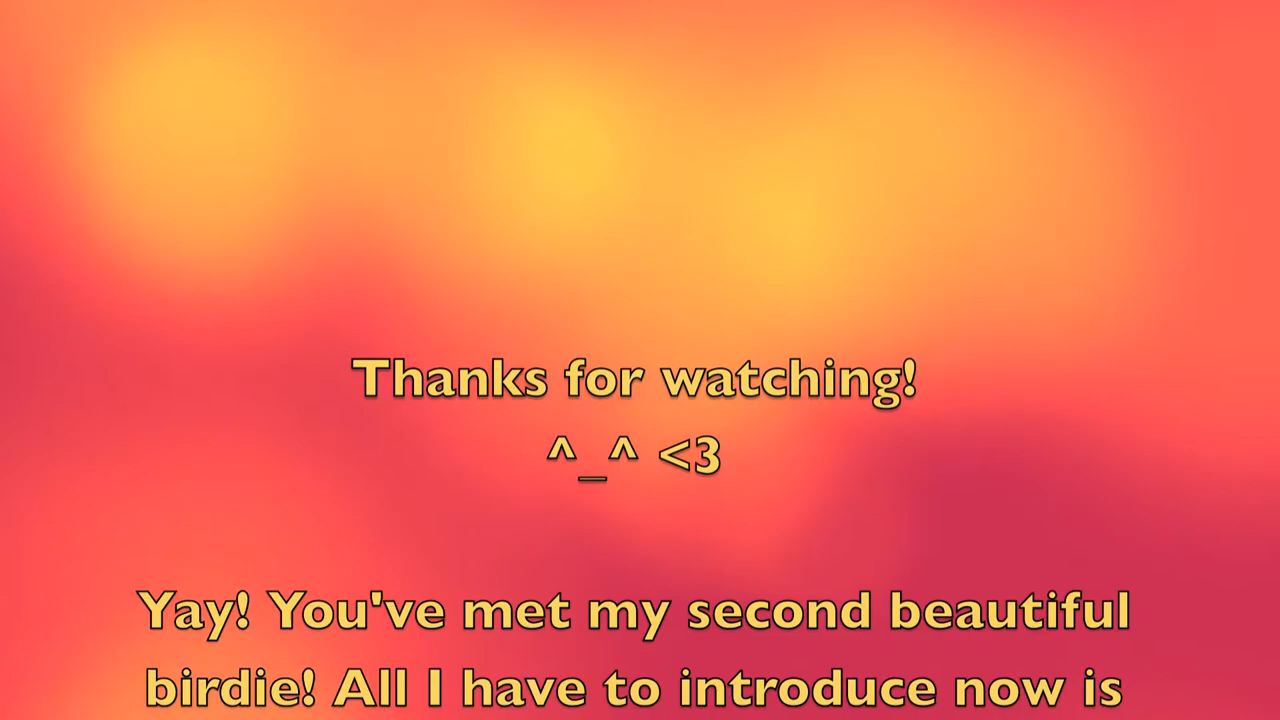 Thanks for watching!
^_^ <3
Yay! You've met my second beautiful
birdie! All I have to introduce now is